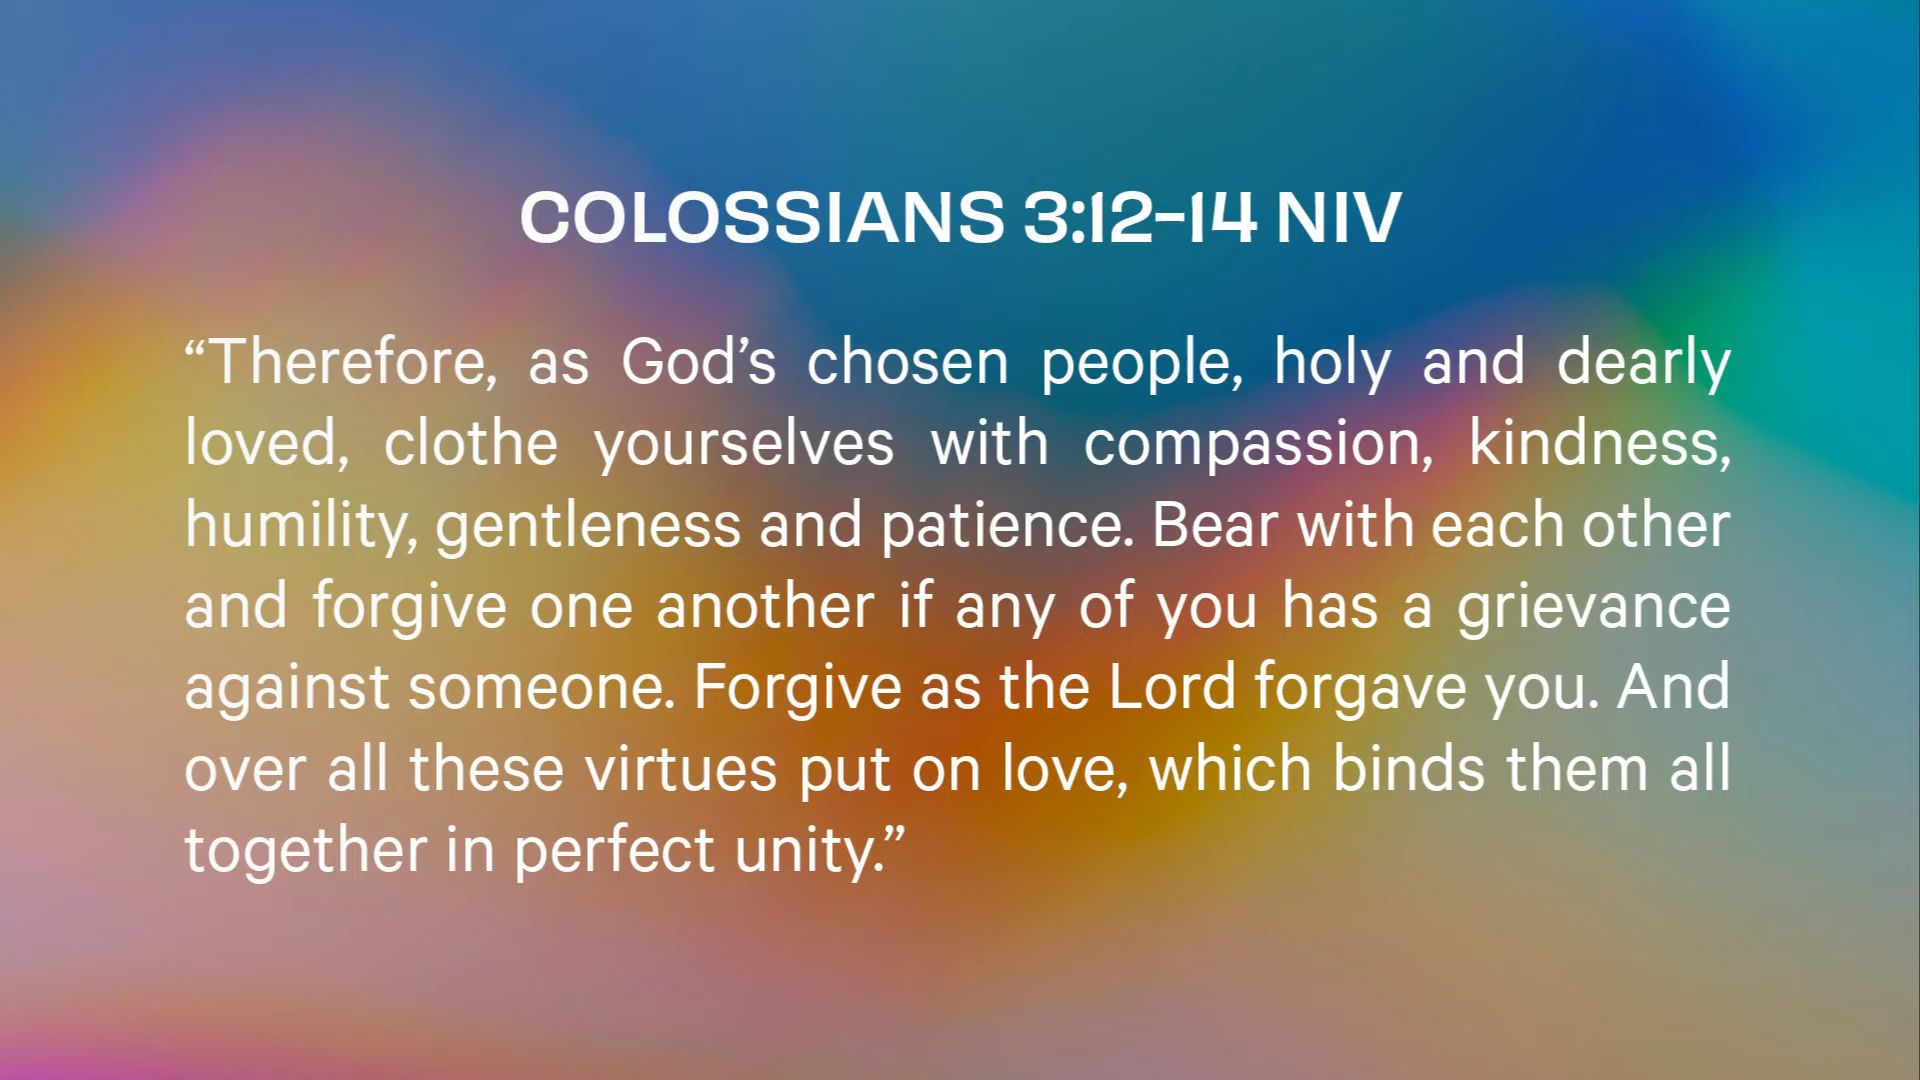 COLOSSIANS 3:12-14 NIV
“Therefore, as God’s chosen people, holy and dearly
loved, clothe yourselves with compassion, kindness,
humility, gentleness and patience. Bear with each other
and forgive one another if any of you has a grievance
against someone. Forgive as the Lord forgave you. And
over all these virtues put on love, which binds them all
together in perfect unity.”